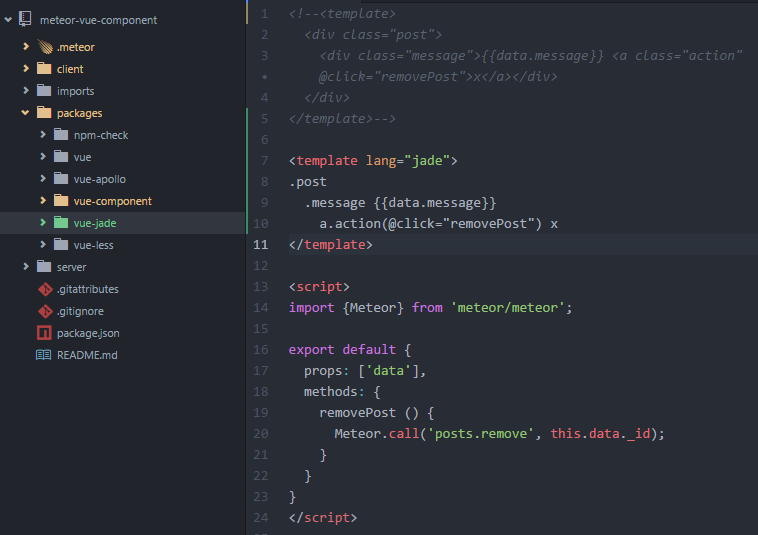 meteor-vue-component
.meteor
client
imports
packages
npm-check
vue
vue-apollo
vue-component
vue-jade
vue-less
server
.gitattributes
.gitignore
package.json
README.md
1 <!--<template>
2   <div class="post">
3     <div class="message">{{data.message}} <a class="action"
•     @click="removePost">x</a></div>
4   </div>
5 </template>-->
6
7 <template lang="jade">
8 .post
9   .message {{data.message}}
10     a.action(@click="removePost") x
11 </template>
12
13 <script>
14 import {Meteor} from 'meteor/meteor';
15
16 export default {
17   props: ['data'],
18   methods: {
19     removePost () {
20       Meteor.call('posts.remove', this.data._id);
21     }
22   }
23 }
24 </script>